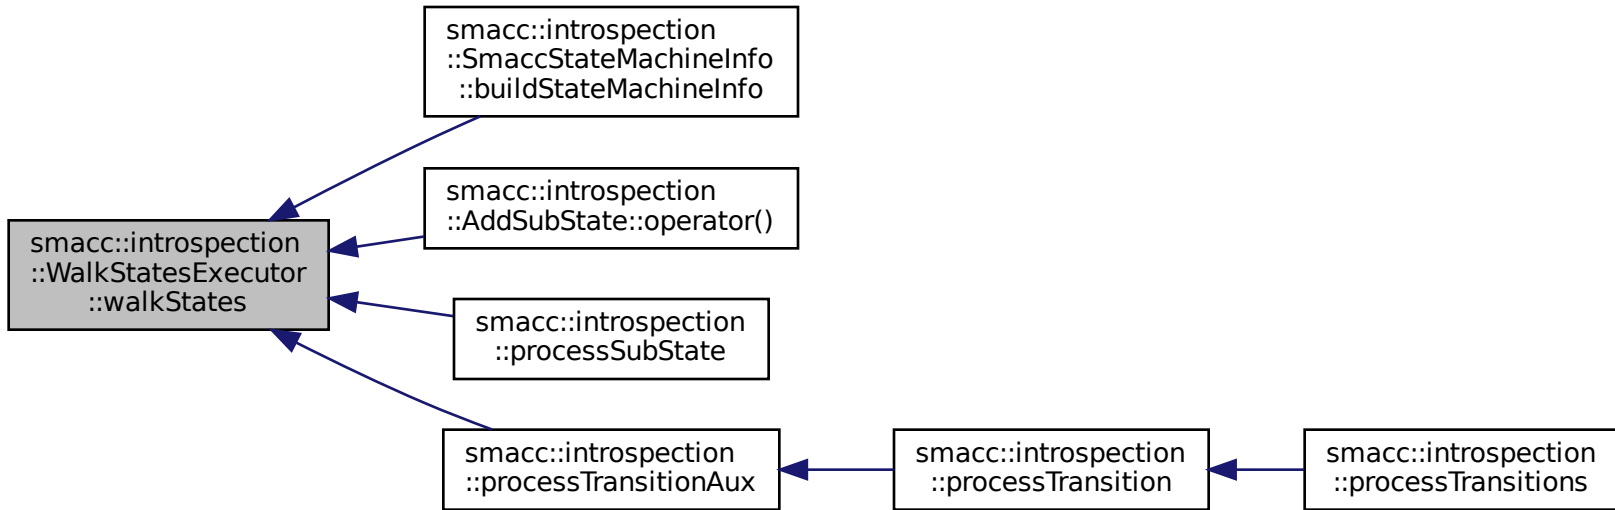 smacc::introspection
::SmaccStateMachineInfo
::buildStateMachineInfo
smacc::introspection
::AddSubState::operator()
smacc::introspection
::WalkStatesExecutor
::walkStates
smacc::introspection
::processSubState
smacc::introspection
::processTransitionAux
smacc::introspection
::processTransition
smacc::introspection
::processTransitions